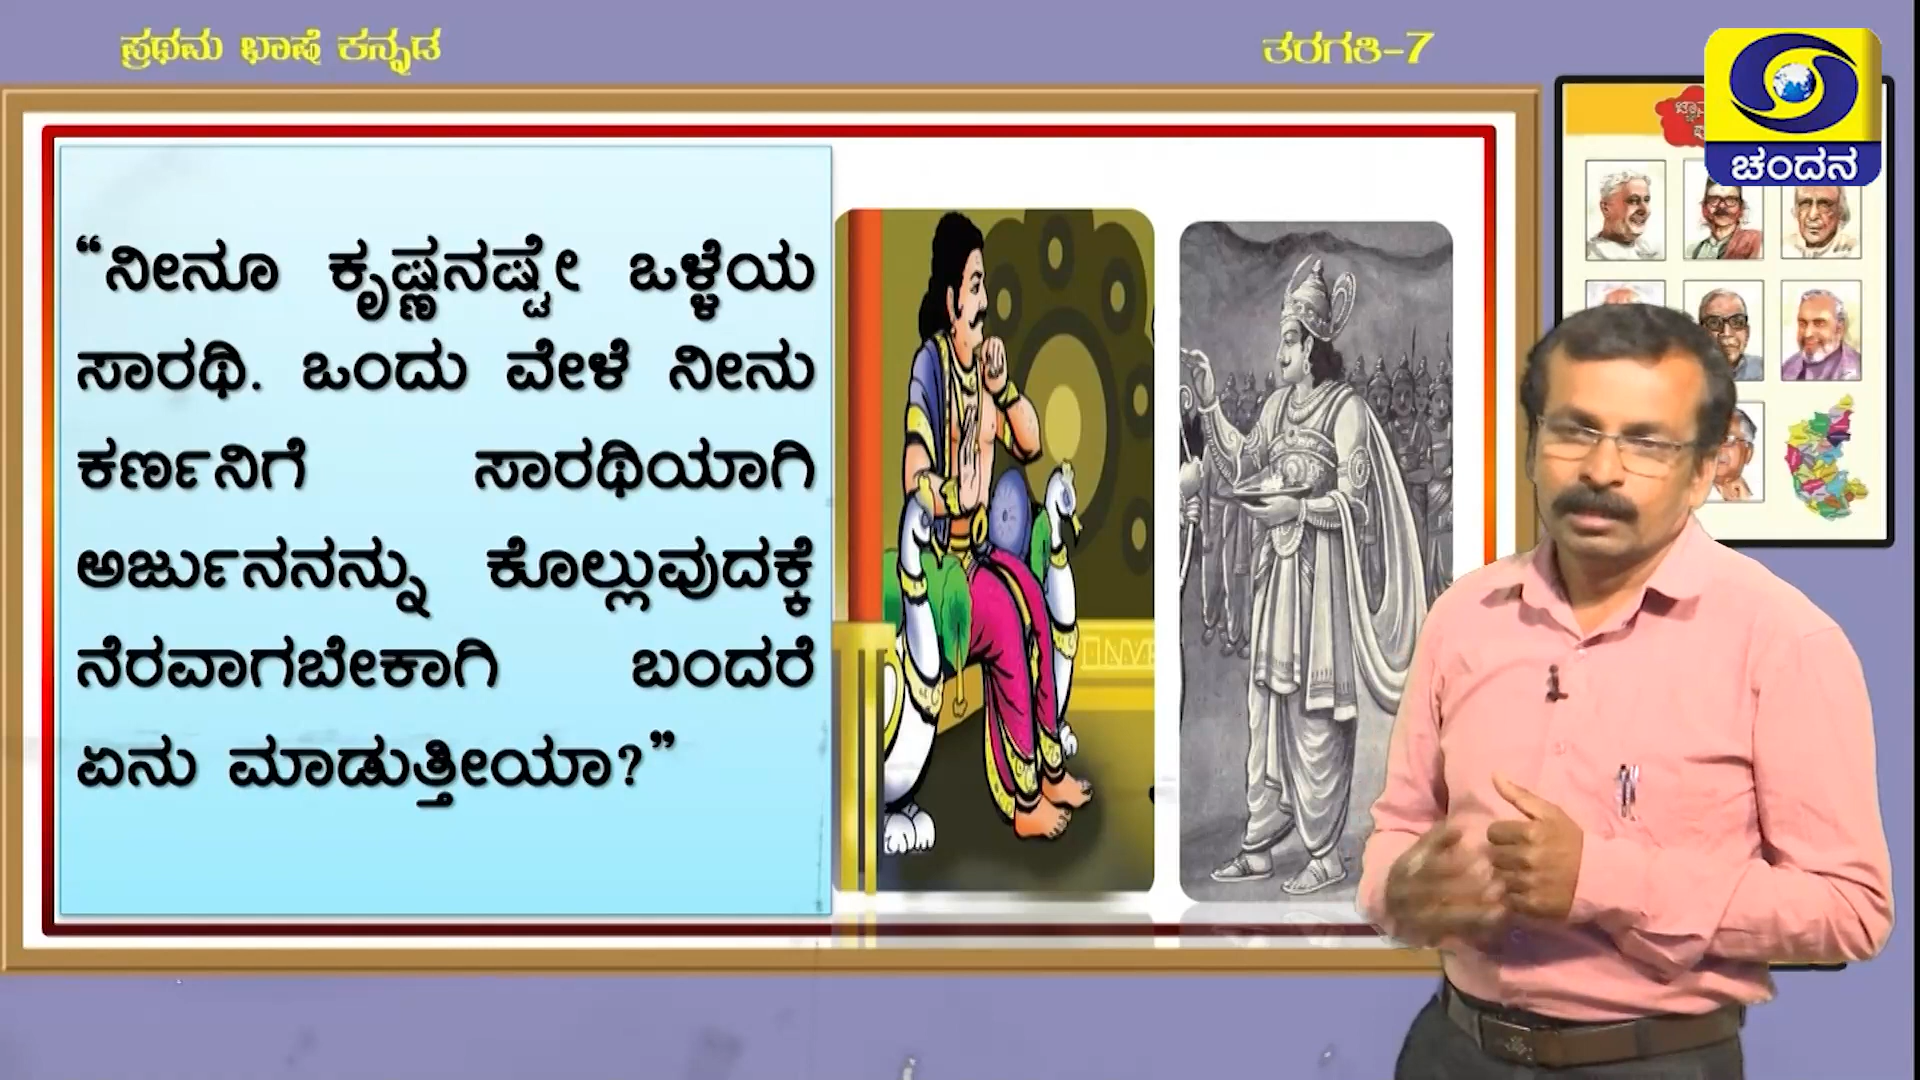 ಪ್ರಥಮ ಭಾಷೆ ಕನ್ನಡ
ತರಗತಿ-7
ಚಂದನ
“ನೀನೂ ಕೃಷ್ಣನಷ್ಟೇ ಒಳ್ಳೆಯ
ಸಾರಥಿ. ಒಂದು ವೇಳೆ ನೀನು
ಕರ್ಣನಿಗೆ ಸಾರಥಿಯಾಗಿ
ಅರ್ಜುನನನ್ನು ಕೊಲ್ಲುವುದಕ್ಕೆ
ನೆರವಾಗಬೇಕಾಗಿ ಬಂದರೆ
ಏನು ಮಾಡುತ್ತೀಯಾ?”